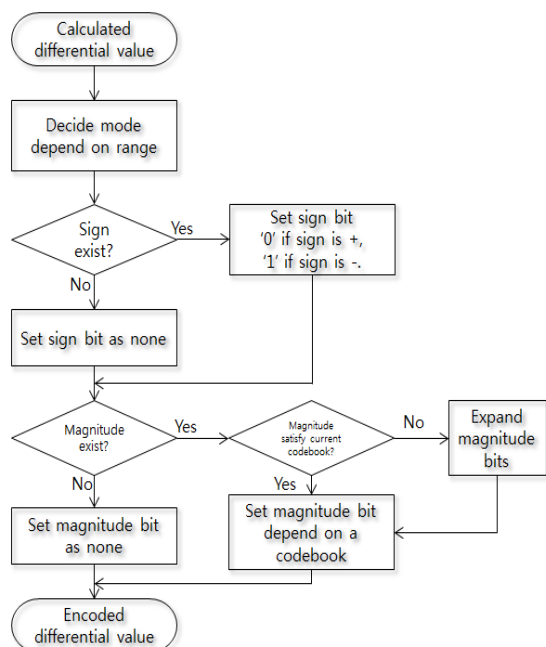 Calculated
differential value
Decide mode
depend on range
Sign
exist?
Yes
Set sign bit
‘0’ if sign is +,
‘1’ if sign is -.
No
Set sign bit as none
Magnitude
exist?
Yes
Magnitude
satisfy current
codebook?
No
Expand
magnitude
bits
No
Yes
Set magnitude bit
as none
Set magnitude bit
depend on a
codebook
Encoded
differential value